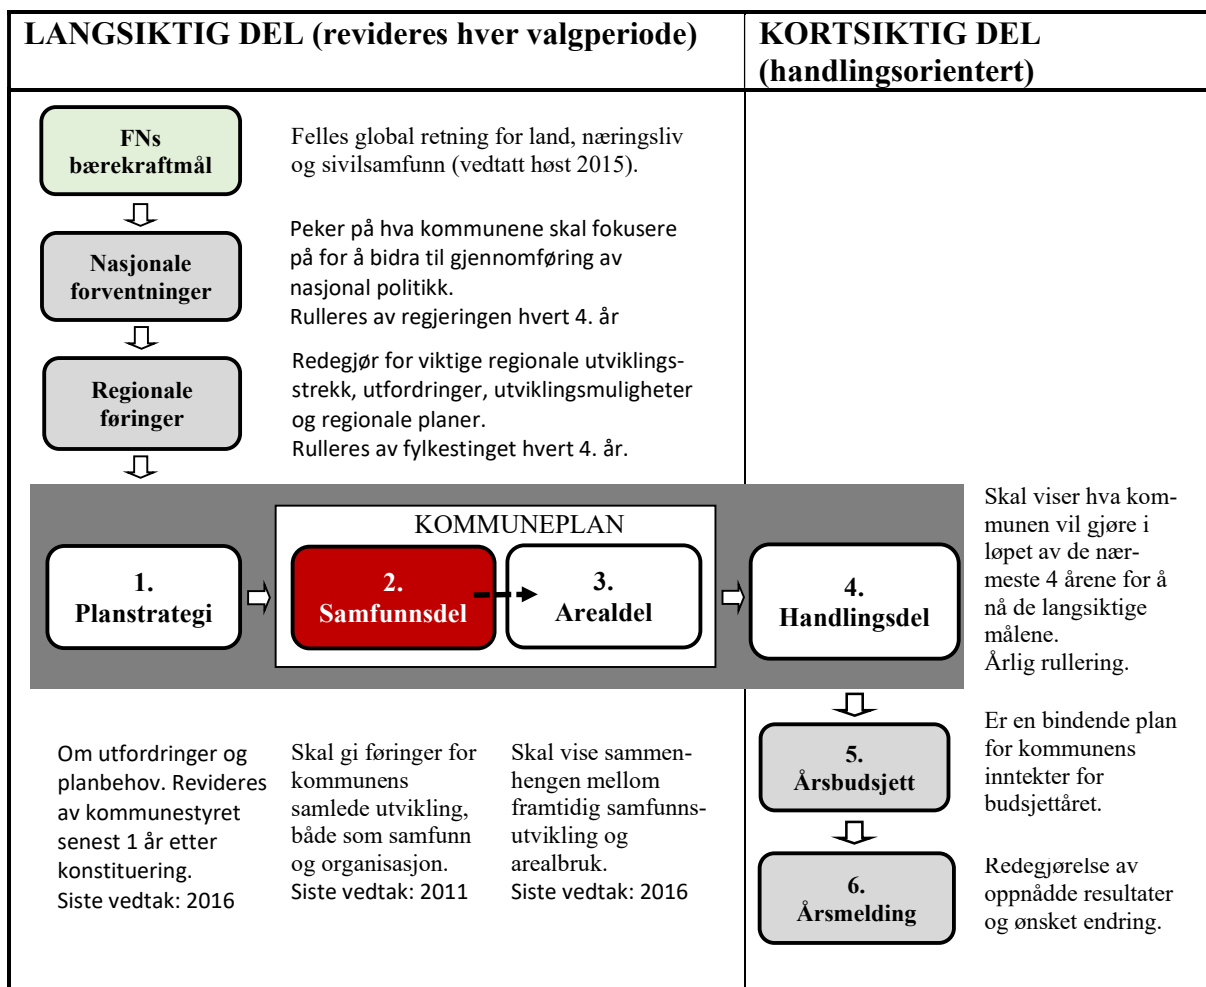 LANGSIKTIG DEL (revideres hver valgperiode)
KORTSIKTIG DEL
(handlingsorientert)
FNs
bærekraftmål
Felles global retning for land, næringsliv
og sivilsamfunn (vedtatt høst 2015).
Nasjonale
forventninger
Peker på hva kommunene skal fokusere
på for å bidra til gjennomføring av
nasjonal politikk.
Rulleres av regjeringen hvert 4. år
Regionale
føringer
Redegjør for viktige regionale utviklings-
strekk, utfordringer, utviklingsmuligheter
og regionale planer.
Rulleres av fylkestinget hvert 4. år.
KOMMUNEPLAN
1.
Planstrategi
2.
Samfunnsdel
3.
Arealdel
4.
Handlingsdel
Skal viser hva kom-
munen vil gjøre i
løpet av de nær-
meste 4 årene for å
nå de langsiktige
målene.
Årlig rullering.
Om utfordringer og
planbehov. Revideres
av kommunestyret
senest 1 år etter
konstituering.
Siste vedtak: 2016
Skal gi føringer for
kommunens
samlede utvikling,
både som samfunn
og organisasjon.
Siste vedtak: 2011
Skal vise sammen-
hengen mellom
framtidig samfunns-
utvikling og
arealbruk.
Siste vedtak: 2016
5.
Årsbudsjett
Er en bindende plan
for kommunens
inntekter for
budsjettåret.
6.
Årsmelding
Redegjørelse av
oppnådde resultater
og ønsket endring.